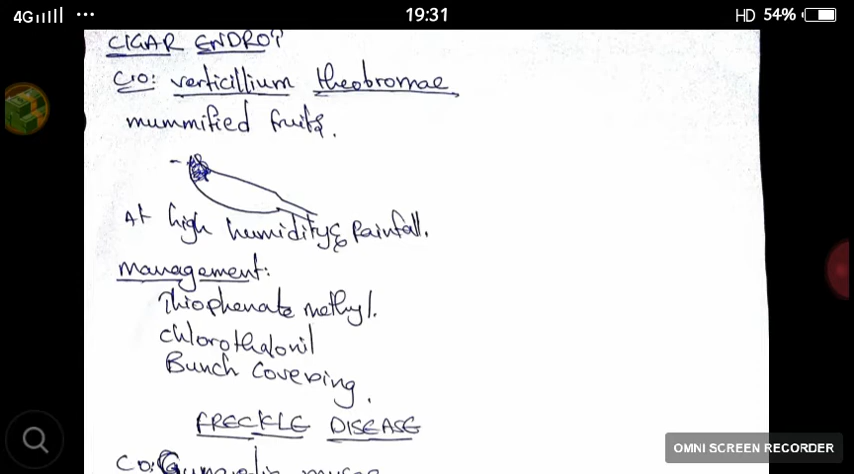 4G
19:31
HD 54%
CIGAR ENDROT
C.O: verticillium theobromae
mummified fruits.
At high humidity & Rainfall.
Management:
Thiophenate methyl.
chlorothalonil
Bunch Covering.
FRECKLE DISEASE
OMNI SCREEN RECORDER
C.O: